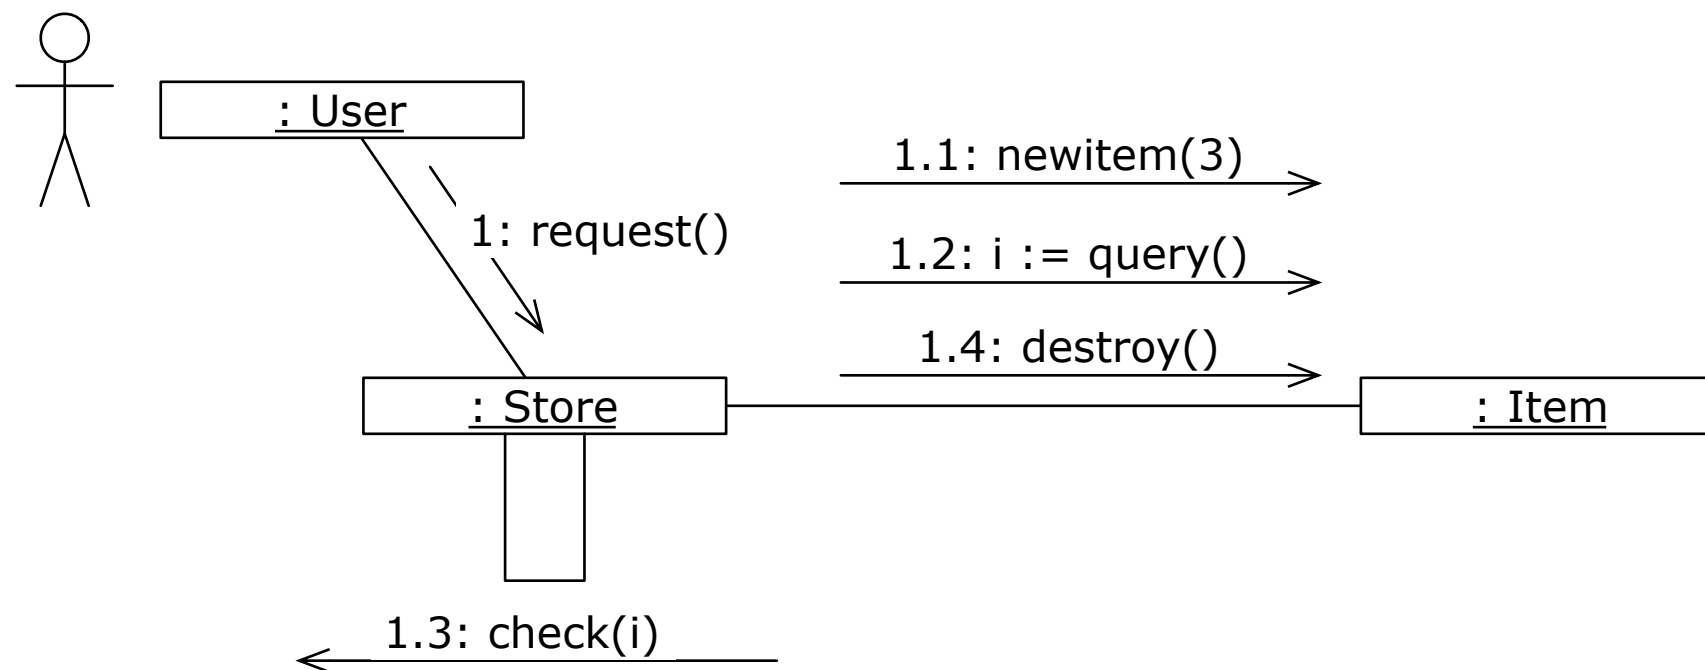 : User
1.1: newitem(3)
1: request()
1.2: i := query()
1.4: destroy()
: Store
: Item
1.3: check(i)